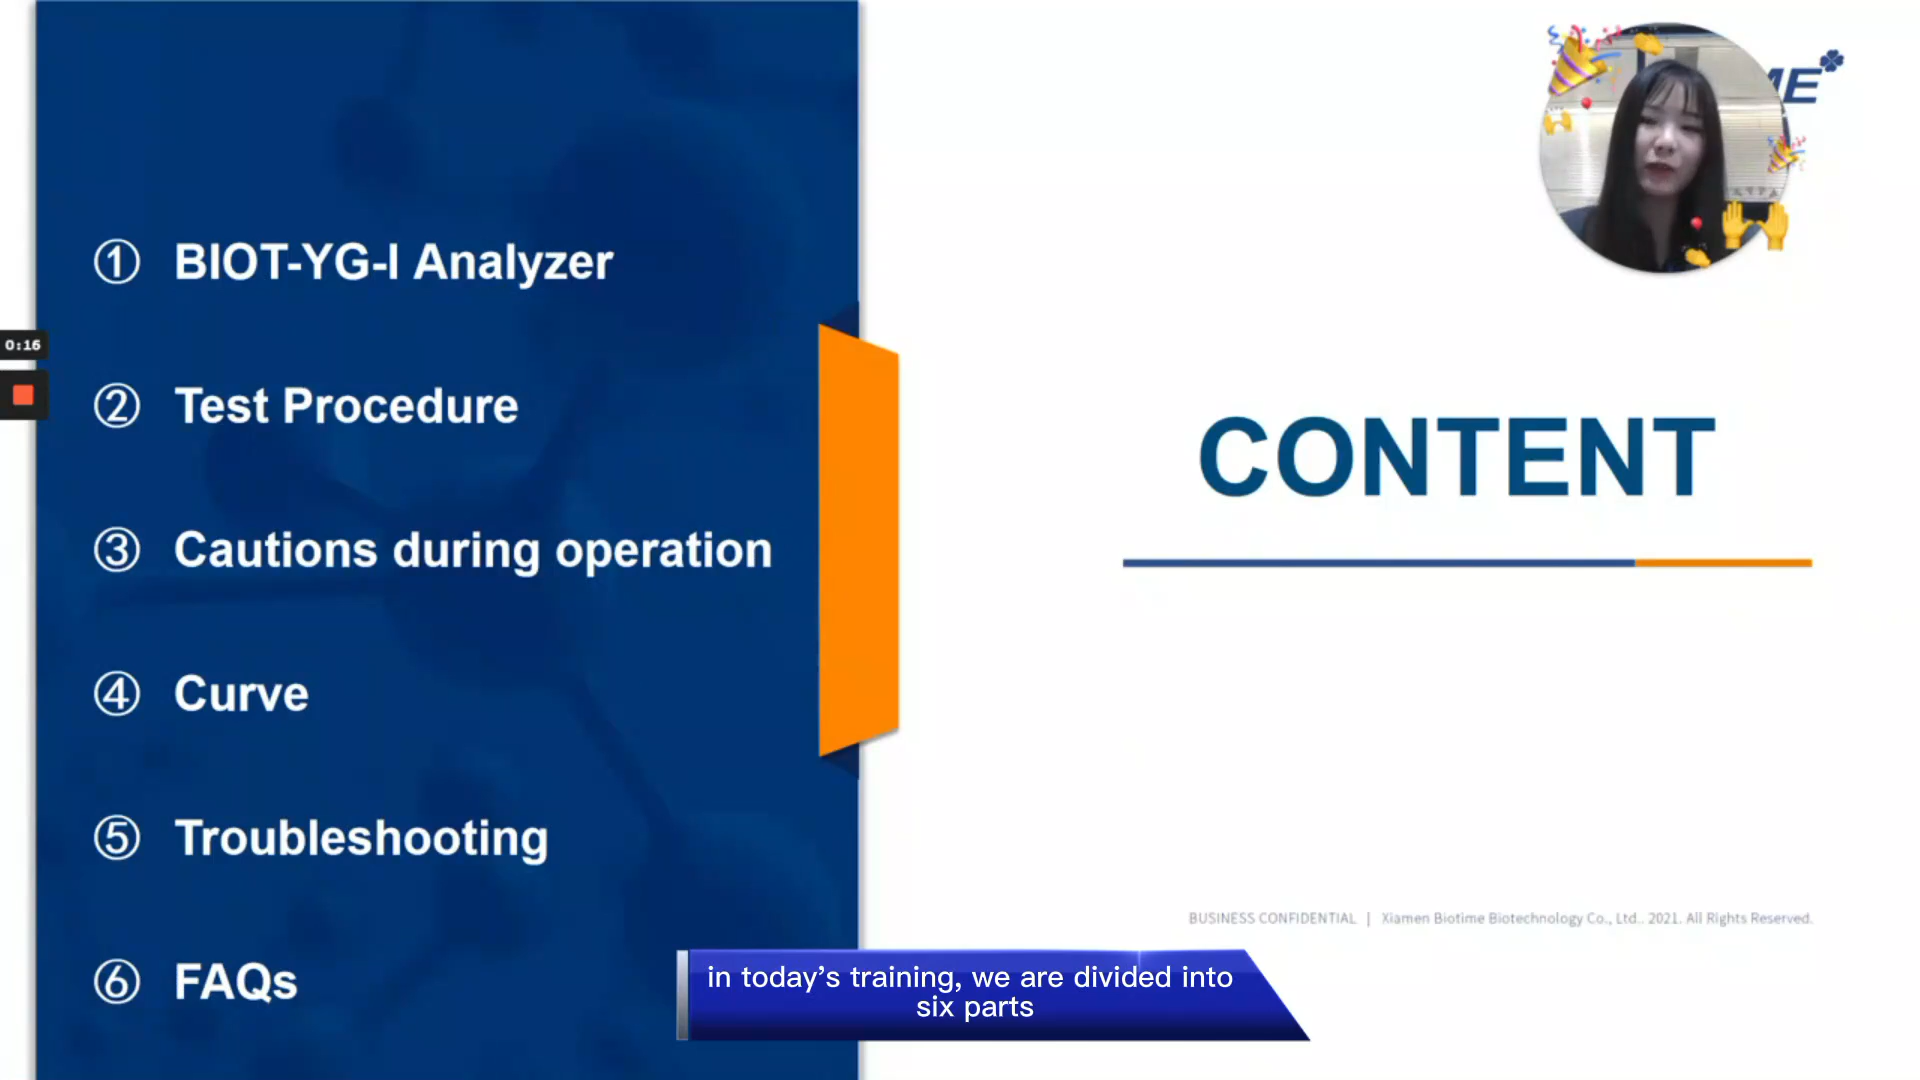 ① BIOT-YG-I Analyzer
② Test Procedure
③ Cautions during operation
④ Curve
⑤ Troubleshooting
⑥ FAQs
0:16
ME
CONTENT
BUSINESS CONFIDENTIAL | Xiamen Biotime Biotechnology Co., Ltd.. 2021. All Rights Reserved.
in today's training, we are divided into
six parts